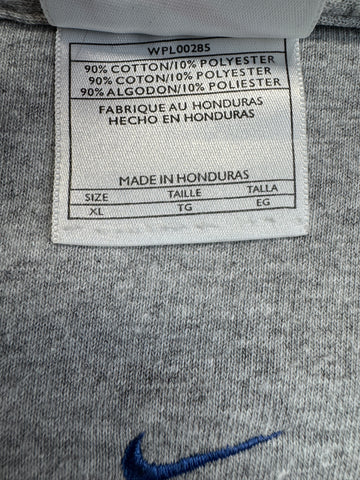 WPL00285
90% COTTON/10% POLYESTER
90% COTON/10% POLYESTER
90% ALGODON/10% POLIESTER
FABRIQUE AU HONDURAS
HECHO EN HONDURAS
MADE IN HONDURAS
SIZE TAILLE TALLA
XL TG EG